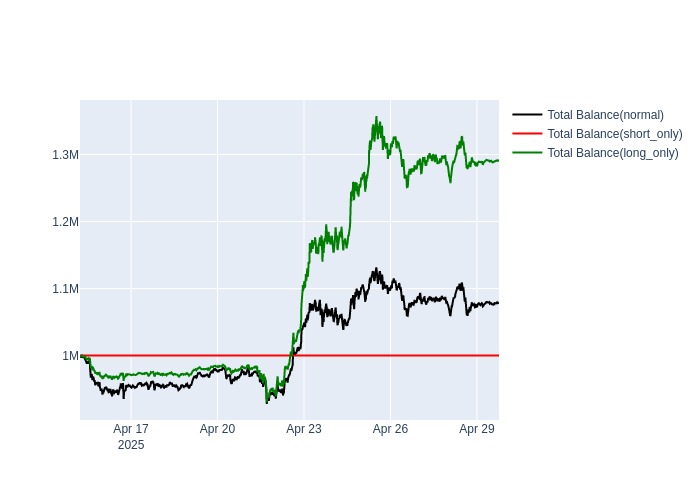 Total Balance(normal)
Total Balance(short_only)
Total Balance(long_only)
1.3M
1.2M
1.1M
1M
Apr 17
2025
Apr 20
Apr 23
Apr 26
Apr 29